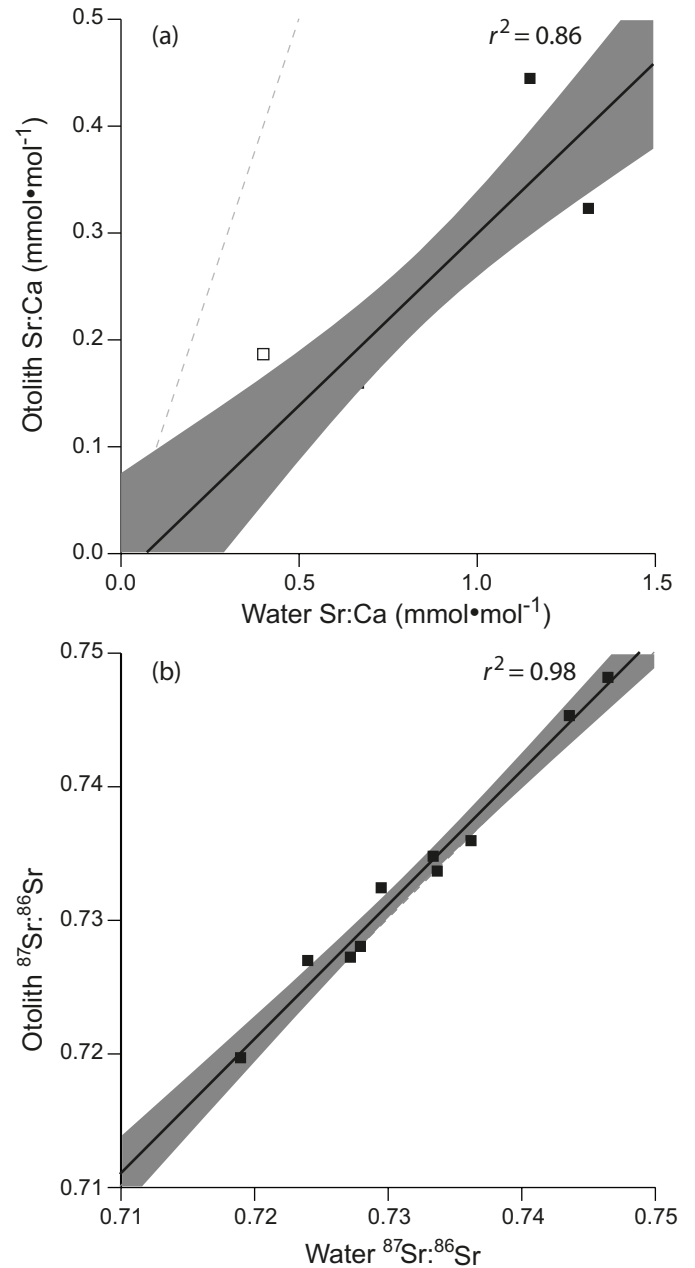 (a)
r² = 0.86
0.5
0.4
0.3
0.2
0.1
0.0
Otolith Sr:Ca (mmol•mol⁻¹)
0.0 0.5 1.0 1.5
Water Sr:Ca (mmol•mol⁻¹)
(b)
r² = 0.98
0.75
0.74
0.73
0.72
0.71
Otolith ⁸⁷Sr:⁸⁶Sr
0.71 0.72 0.73 0.74 0.75
Water ⁸⁷Sr:⁸⁶Sr